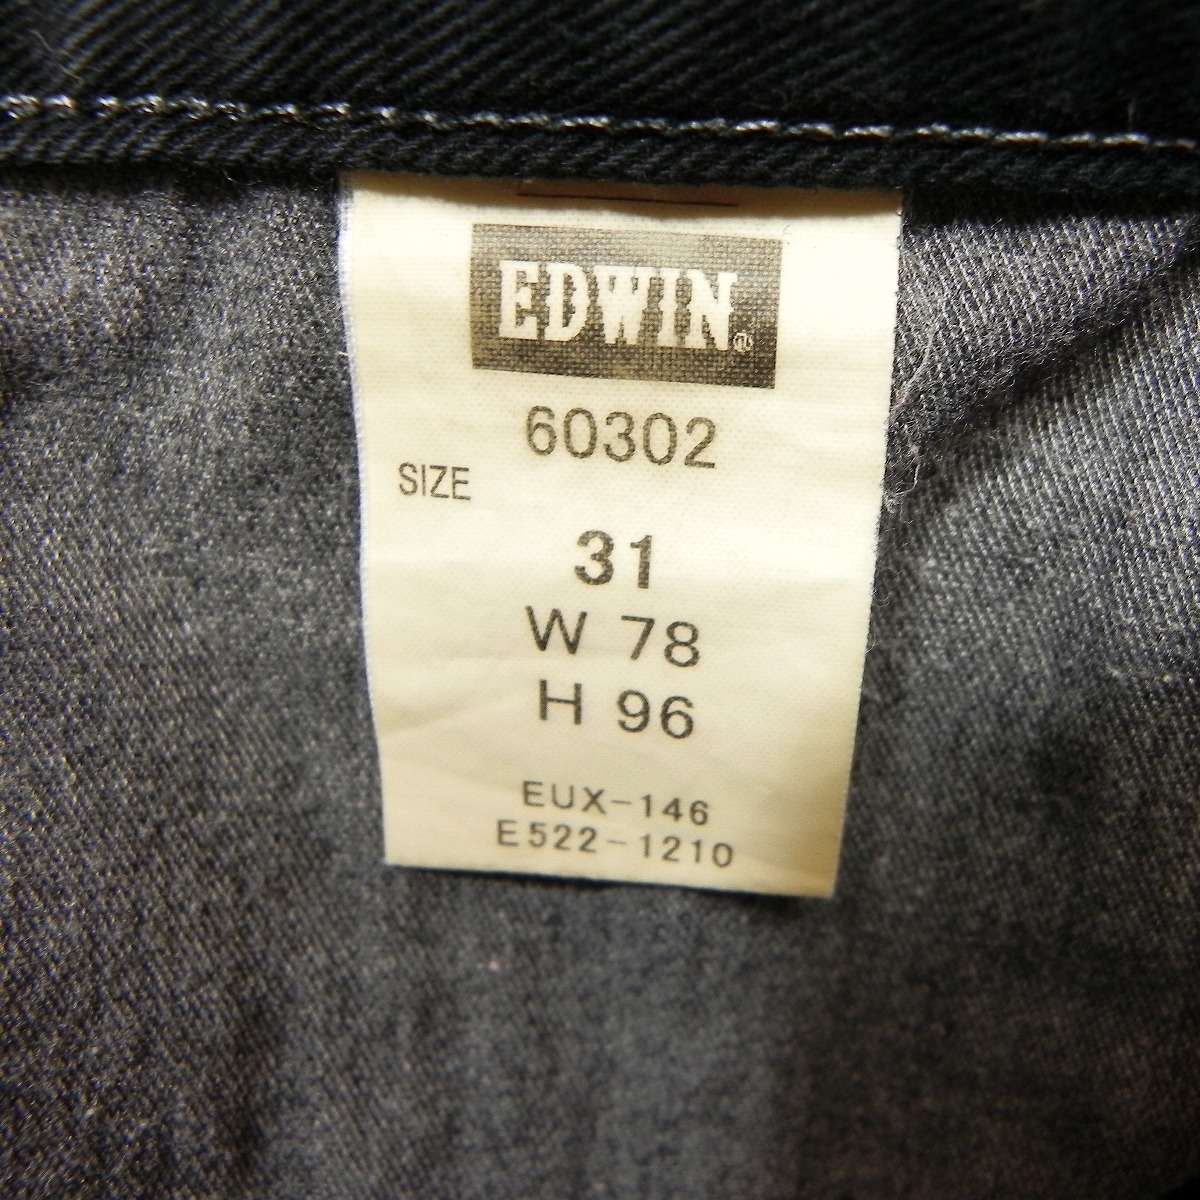 EDWIN
60302
SIZE
31
W 78
H 96
EUX-146
E522-1210